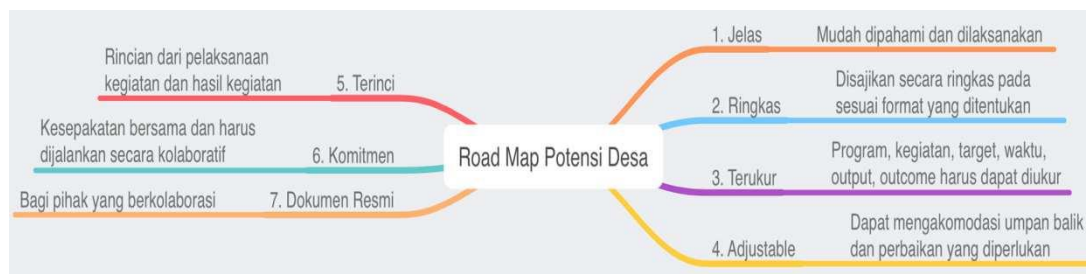 Road Map Potensi Desa
1. Jelas
Mudah dipahami dan dilaksanakan
2. Ringkas
Disajikan secara ringkas pada
sesuai format yang ditentukan
3. Terukur
Program, kegiatan, target, waktu,
output, outcome harus dapat diukur
4. Adjustable
Dapat mengakomodasi umpan balik
dan perbaikan yang diperlukan
5. Terinci
Rincian dari pelaksanaan
kegiatan dan hasil kegiatan
6. Komitmen
Kesepakatan bersama dan harus
dijalankan secara kolaboratif
7. Dokumen Resmi
Bagi pihak yang berkolaborasi